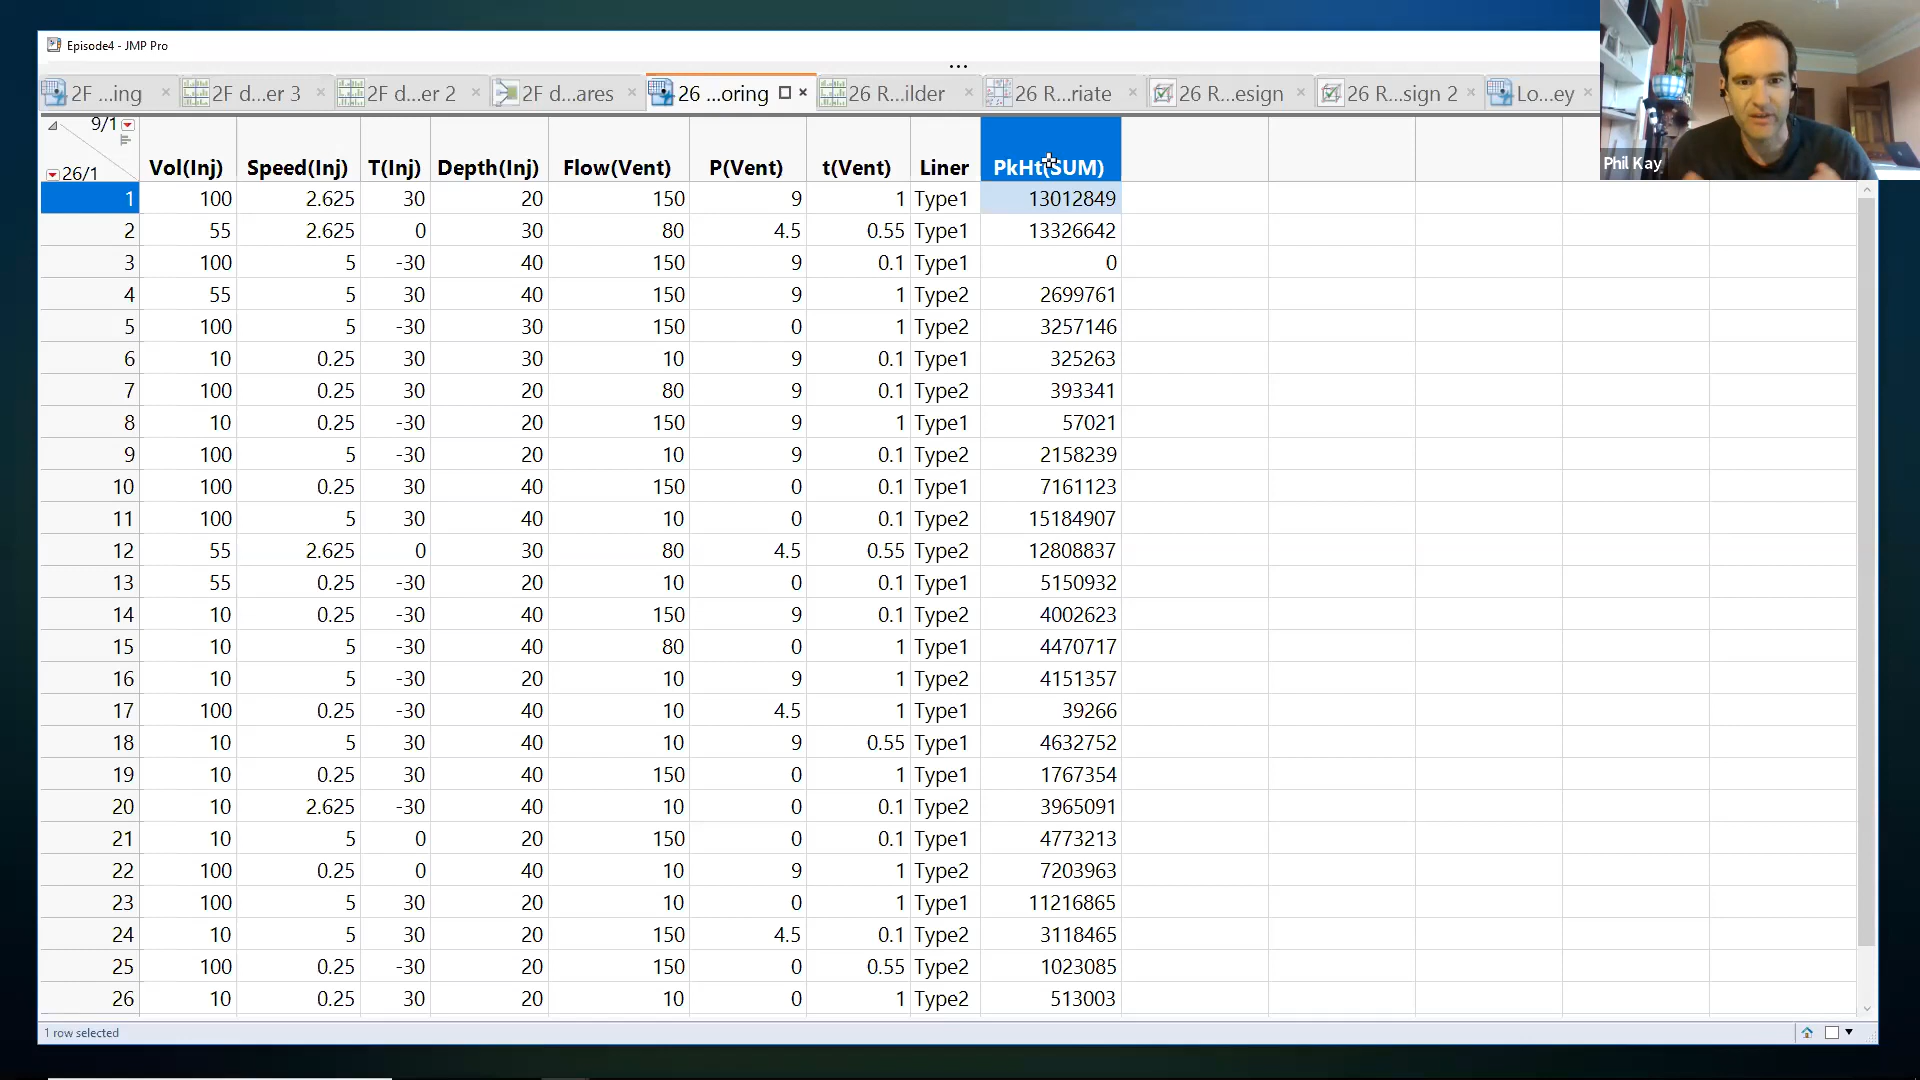 Episode4 - JMP Pro
...
2F ...ing
2F d...er 3
2F d...er 2
2F d...ares
26 ...oring
26 R...ilder
26 R...riate
26 R...esign
26 R...sign 2
Lo...ey
Phil Kay
9/1
26/1
Vol(Inj) Speed(Inj) T(Inj) Depth(Inj) Flow(Vent) P(Vent) t(Vent) Liner PkHt(SUM)
1 100 2.625 30 20 150 9 1 Type1 13012849
2 55 2.625 0 30 80 4.5 0.55 Type1 13326642
3 100 5 -30 40 150 9 0.1 Type1 0
4 55 5 30 40 150 9 1 Type2 2699761
5 100 5 -30 30 150 0 1 Type2 3257146
6 10 0.25 30 30 10 9 0.1 Type1 325263
7 100 0.25 30 20 80 9 0.1 Type2 393341
8 10 0.25 -30 20 150 9 1 Type1 57021
9 100 5 -30 20 10 9 0.1 Type2 2158239
10 100 0.25 30 40 150 0 0.1 Type1 7161123
11 100 5 30 40 10 0 0.1 Type2 15184907
12 55 2.625 0 30 80 4.5 0.55 Type2 12808837
13 55 0.25 -30 20 10 0 0.1 Type1 5150932
14 10 0.25 -30 40 150 9 0.1 Type2 4002623
15 10 5 -30 40 80 0 1 Type1 4470717
16 10 5 -30 20 10 9 1 Type2 4151357
17 100 0.25 -30 40 10 4.5 1 Type1 39266
18 10 5 30 40 10 9 0.55 Type1 4632752
19 10 0.25 30 40 150 0 1 Type1 1767354
20 10 2.625 -30 40 10 0 0.1 Type2 3965091
21 10 5 0 20 150 0 0.1 Type1 4773213
22 100 0.25 0 40 10 9 1 Type2 7203963
23 100 5 30 20 10 0 1 Type1 11216865
24 10 5 30 20 150 4.5 0.1 Type2 3118465
25 100 0.25 -30 20 150 0 0.55 Type2 1023085
26 10 0.25 30 20 10 0 1 Type2 513003
1 row selected